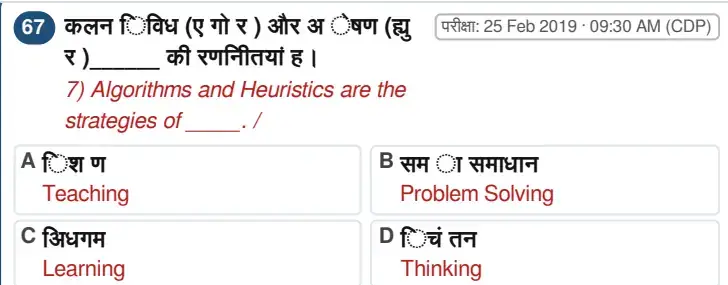 67 कलन िविध (ए गो र ) और अ ेषण (ह्यु परीक्षा: 25 Feb 2019 · 09:30 AM (CDP)
र )______ की रणनीितयां ह ।
7) Algorithms and Heuristics are the
strategies of _____. /
A िश ण B सम ा समाधान
Teaching Problem Solving
C अिधगम D िचं तन
Learning Thinking